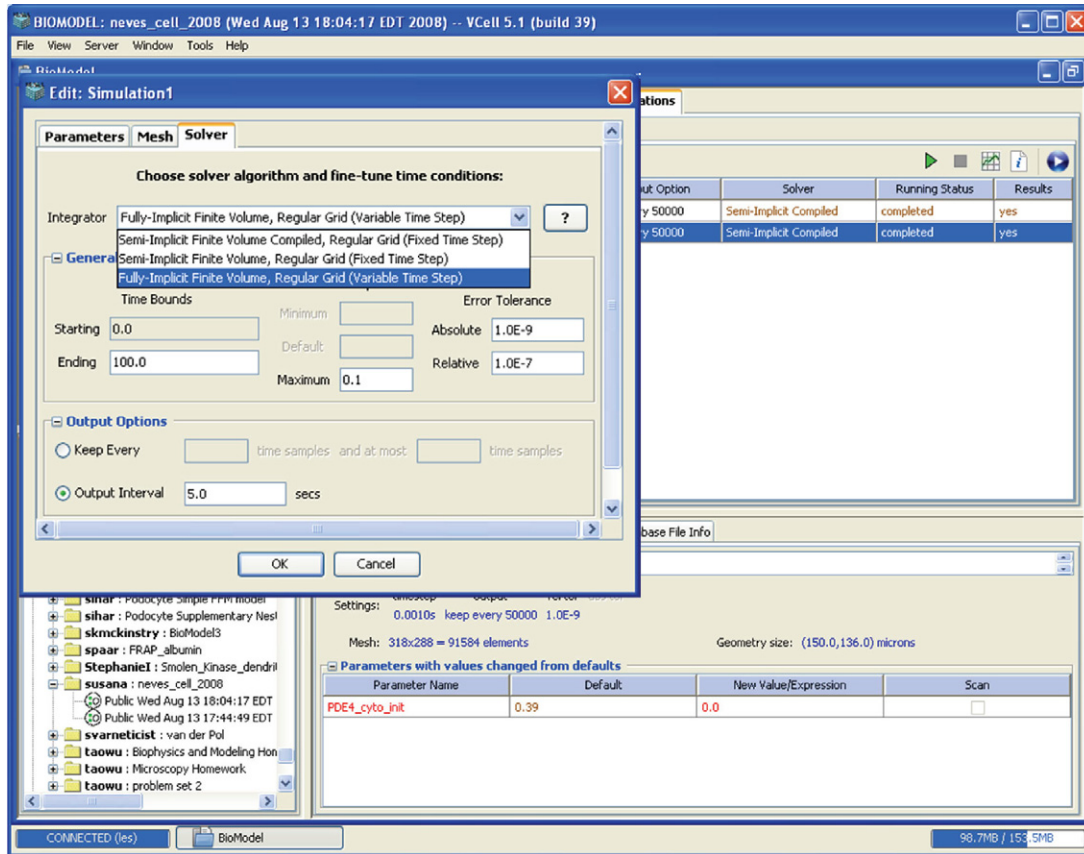 BIOMODEL: neves_cell_2008 (Wed Aug 13 18:04:17 EDT 2008) -- VCell 5.1 (build 39)
File View Server Window Tools Help
BioModel
Edit: Simulation1
Parameters Mesh Solver
Choose solver algorithm and fine-tune time conditions:
Integrator Fully-Implicit Finite Volume, Regular Grid (Variable Time Step) ?
Semi-Implicit Finite Volume Compiled, Regular Grid (Fixed Time Step)
Semi-Implicit Finite Volume, Regular Grid (Fixed Time Step)
Fully-Implicit Finite Volume, Regular Grid (Variable Time Step)
Genera
Time Bounds
Error Tolerance
Starting 0.0
Minimum
Absolute 1.0E-9
Default
Ending 100.0
Relative 1.0E-7
Maximum 0.1
Output Options
Keep Every time samples and at most time samples
Output Interval 5.0 secs
OK Cancel
ations
ut Option Solver Running Status Results
y 50000 Semi-Implicit Compiled completed yes
y 50000 Semi-Implicit Compiled completed yes
base File Info
Settings:
0.0010s keep every 50000 1.0E-9
Mesh: 318x288 = 91584 elements Geometry size: (150.0,136.0) microns
Parameters with values changed from defaults
Parameter Name Default New Value/Expression Scan
PDE4_cyto_init 0.39 0.0
sihar : Podocyte Simple FFM model
sihar : Podocyte Supplementary Nest
skmckinstry : BioModel3
spaar : FRAP_albumin
StephanieI : Smolen_Kinase_dendri
susana : neves_cell_2008
Public Wed Aug 13 18:04:17 EDT
Public Wed Aug 13 17:44:49 EDT
svarneticist : van der Pol
taowu : Biophysics and Modeling Hon
taowu : Microscopy Homework
taowu : problem set 2
CONNECTED (les) BioModel 98.7MB / 153.5MB